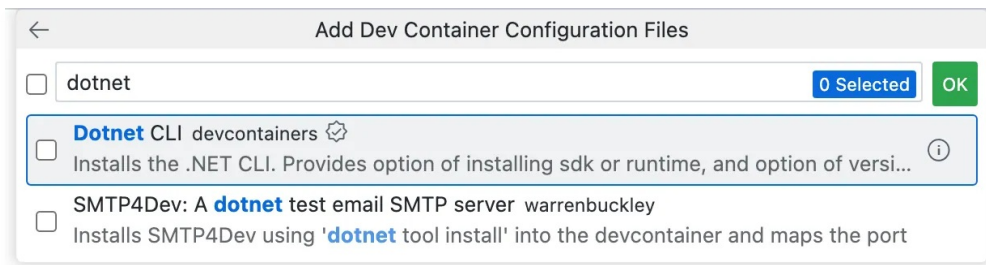 Add Dev Container Configuration Files
dotnet 0 Selected OK
Dotnet CLI devcontainers
Installs the .NET CLI. Provides option of installing sdk or runtime, and option of versi...
SMTP4Dev: A dotnet test email SMTP server warrenbuckley
Installs SMTP4Dev using 'dotnet tool install' into the devcontainer and maps the port